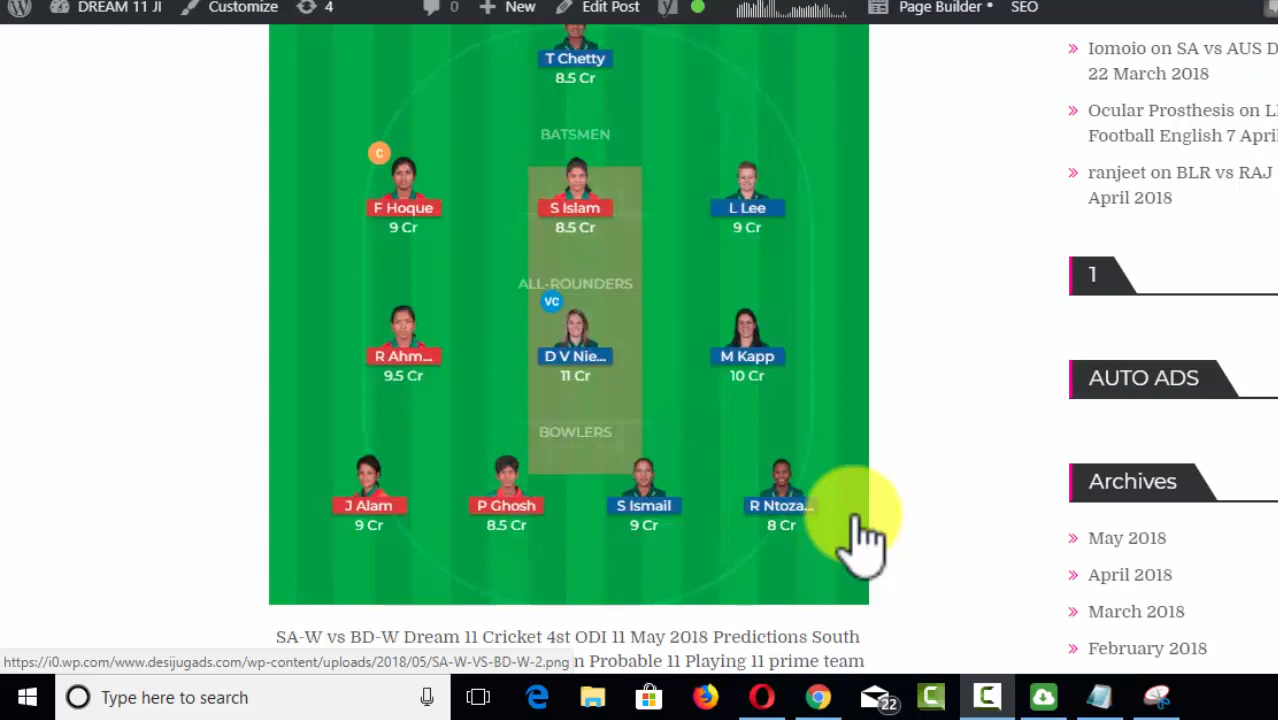 DREAM 11 JI Customize 4 0 New Edit Post Page Builder SEO
T Chetty
8.5 Cr
BATSMEN
C
F Hoque S Islam L Lee
9 Cr 8.5 Cr 9 Cr
ALL-ROUNDERS
VC
R Ahm... D V Nie... M Kapp
9.5 Cr 11 Cr 10 Cr
BOWLERS
J Alam P Ghosh S Ismail R Ntoza...
9 Cr 8.5 Cr 9 Cr 8 Cr
SA-W vs BD-W Dream 11 Cricket 4st ODI 11 May 2018 Predictions South
n Probable 11 Playing 11 prime team
Iomoio on SA vs AUS D
22 March 2018
Ocular Prosthesis on L
Football English 7 Apri
ranjeet on BLR vs RAJ
April 2018
1
AUTO ADS
Archives
May 2018
April 2018
March 2018
February 2018
https://i0.wp.com/www.desijugads.com/wp-content/uploads/2018/05/SA-W-VS-BD-W-2.png
Type here to search
22